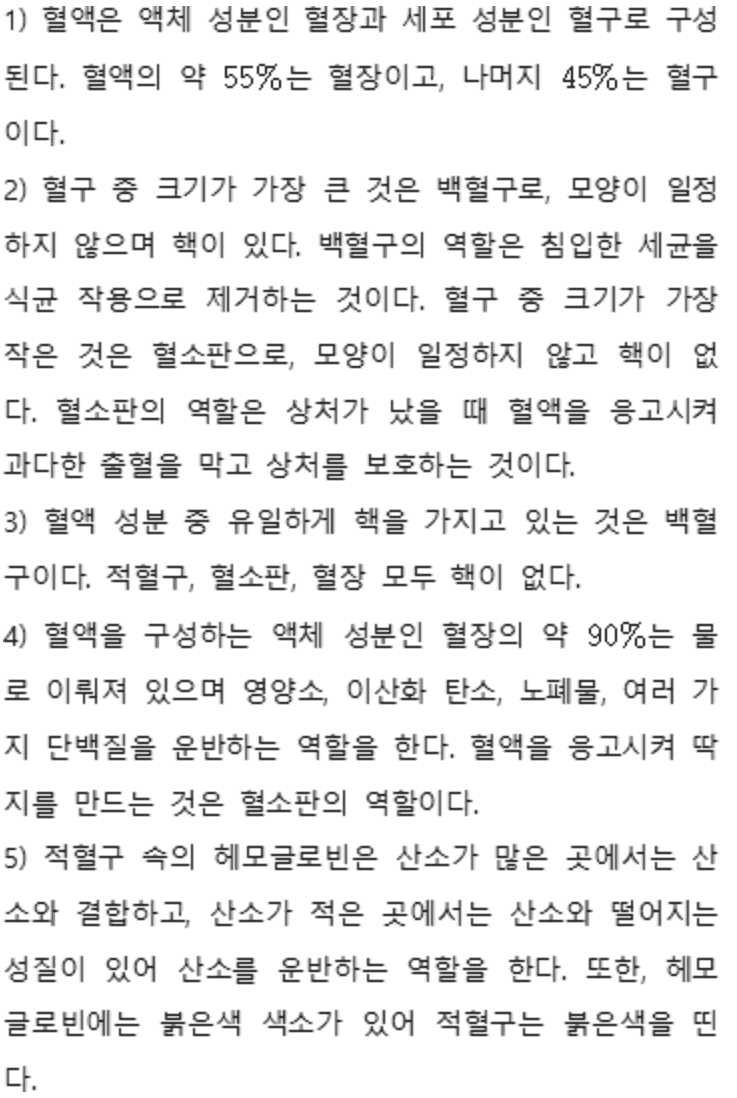 1) 혈액은 액체 성분인 혈장과 세포 성분인 혈구로 구성
된다. 혈액의 약 55%는 혈장이고, 나머지 45%는 혈구
이다.
2) 혈구 중 크기가 가장 큰 것은 백혈구로, 모양이 일정
하지 않으며 핵이 있다. 백혈구의 역할은 침입한 세균을
식균 작용으로 제거하는 것이다. 혈구 중 크기가 가장
작은 것은 혈소판으로, 모양이 일정하지 않고 핵이 없
다. 혈소판의 역할은 상처가 났을 때 혈액을 응고시켜
과다한 출혈을 막고 상처를 보호하는 것이다.
3) 혈액 성분 중 유일하게 핵을 가지고 있는 것은 백혈
구이다. 적혈구, 혈소판, 혈장 모두 핵이 없다.
4) 혈액을 구성하는 액체 성분인 혈장의 약 90%는 물
로 이뤄져 있으며 영양소, 이산화 탄소, 노폐물, 여러 가
지 단백질을 운반하는 역할을 한다. 혈액을 응고시켜 딱
지를 만드는 것은 혈소판의 역할이다.
5) 적혈구 속의 헤모글로빈은 산소가 많은 곳에서는 산
소와 결합하고, 산소가 적은 곳에서는 산소와 떨어지는
성질이 있어 산소를 운반하는 역할을 한다. 또한, 헤모
글로빈에는 붉은색 색소가 있어 적혈구는 붉은색을 띤
다.